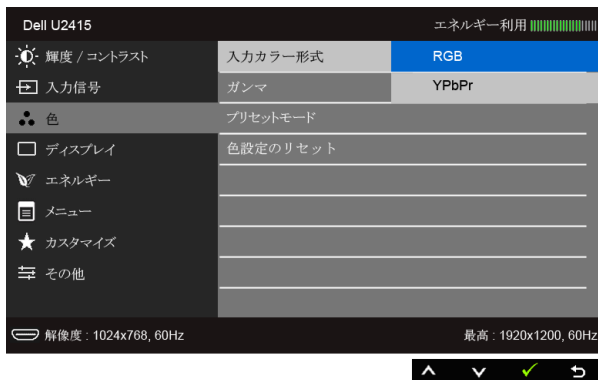 Dell U2415
エネルギー利用
輝度 / コントラスト
入力カラー形式
RGB
入力信号
ガンマ
YPbPr
色
プリセットモード
ディスプレイ
色設定のリセット
エネルギー
メニュー
カスタマイズ
その他
解像度 : 1024x768, 60Hz
最高 : 1920x1200, 60Hz